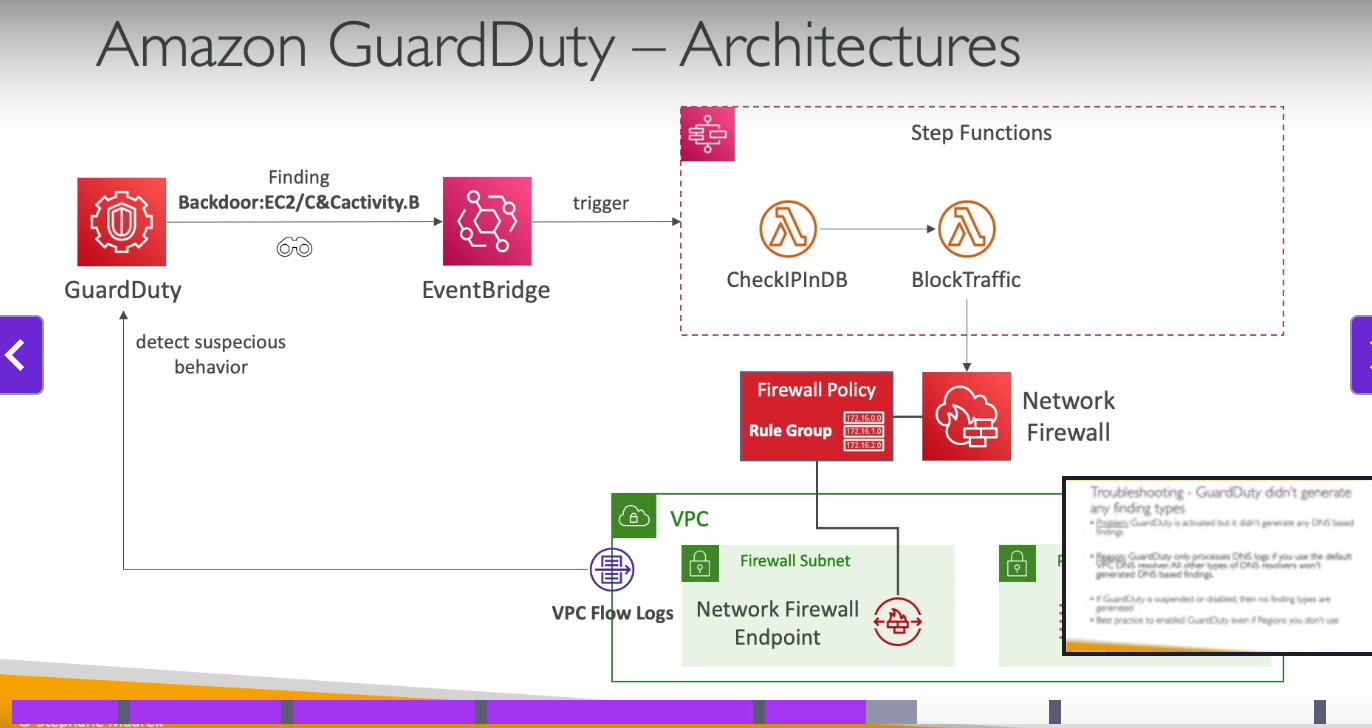 Amazon GuardDuty – Architectures
Step Functions
Finding
Backdoor:EC2/C&Cactivity.B
trigger
CheckIPInDB
BlockTraffic
GuardDuty
EventBridge
detect suspecious
behavior
Firewall Policy
Rule Group
172.16.0.0
172.16.1.0
172.16.2.0
Network
Firewall
VPC
Firewall Subnet
Network Firewall
Endpoint
VPC Flow Logs
Troubleshooting - GuardDuty didn't generate
any finding types
• Problem: GuardDuty is activated but it didn't generate any DNS based
findings.
• Reason: GuardDuty only processes DNS logs if you use the default
VPC DNS resolver. All other types of DNS resolvers won't
generated DNS based findings.
• If GuardDuty is suspended or disabled, then no finding types are
generated
• Best practice to enabled GuardDuty even if Regions you don't use
© Stephane Maarek